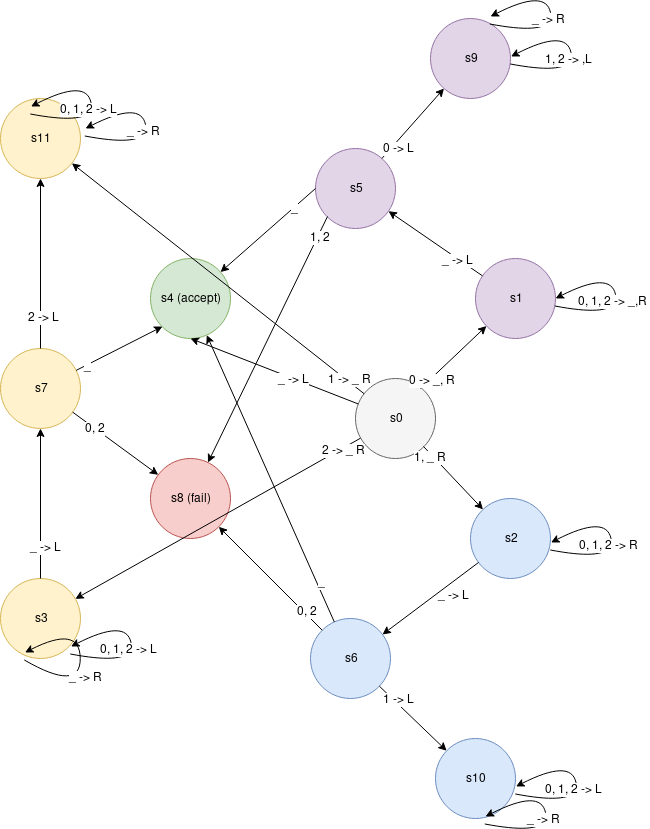 _ -> R
s9
1, 2 -> ,L
0, 1, 2 -> L
_ -> R
s11
0 -> L
s5
_
1, 2
_ -> L
s4 (accept)
s1
0, 1, 2 -> _,R
2 -> L
_
_ -> L
1 -> _ R
0 -> _, R
s7
s0
0, 2
2 -> _ R
1, _ R
s8 (fail)
s2
0, 1, 2 -> R
_ -> L
_
_ -> L
0, 2
s3
0, 1, 2 -> L
_ -> R
s6
1 -> L
s10
0, 1, 2 -> L
_ -> R